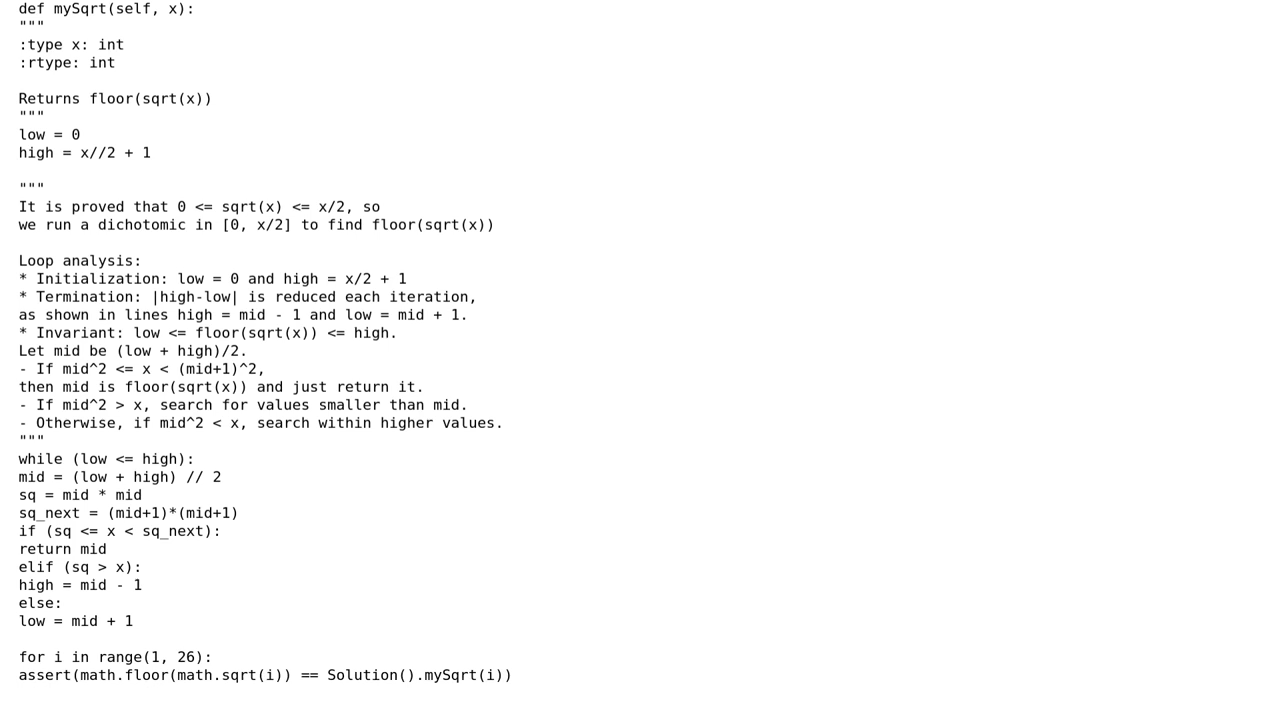 def mySqrt(self, x):
"""
:type x: int
:rtype: int

Returns floor(sqrt(x))
"""
low = 0
high = x//2 + 1

"""
It is proved that 0 <= sqrt(x) <= x/2, so
we run a dichotomic in [0, x/2] to find floor(sqrt(x))

Loop analysis:
* Initialization: low = 0 and high = x/2 + 1
* Termination: |high-low| is reduced each iteration,
as shown in lines high = mid - 1 and low = mid + 1.
* Invariant: low <= floor(sqrt(x)) <= high.
Let mid be (low + high)/2.
- If mid^2 <= x < (mid+1)^2,
then mid is floor(sqrt(x)) and just return it.
- If mid^2 > x, search for values smaller than mid.
- Otherwise, if mid^2 < x, search within higher values.
"""
while (low <= high):
mid = (low + high) // 2
sq = mid * mid
sq_next = (mid+1)*(mid+1)
if (sq <= x < sq_next):
return mid
elif (sq > x):
high = mid - 1
else:
low = mid + 1

for i in range(1, 26):
assert(math.floor(math.sqrt(i)) == Solution().mySqrt(i))